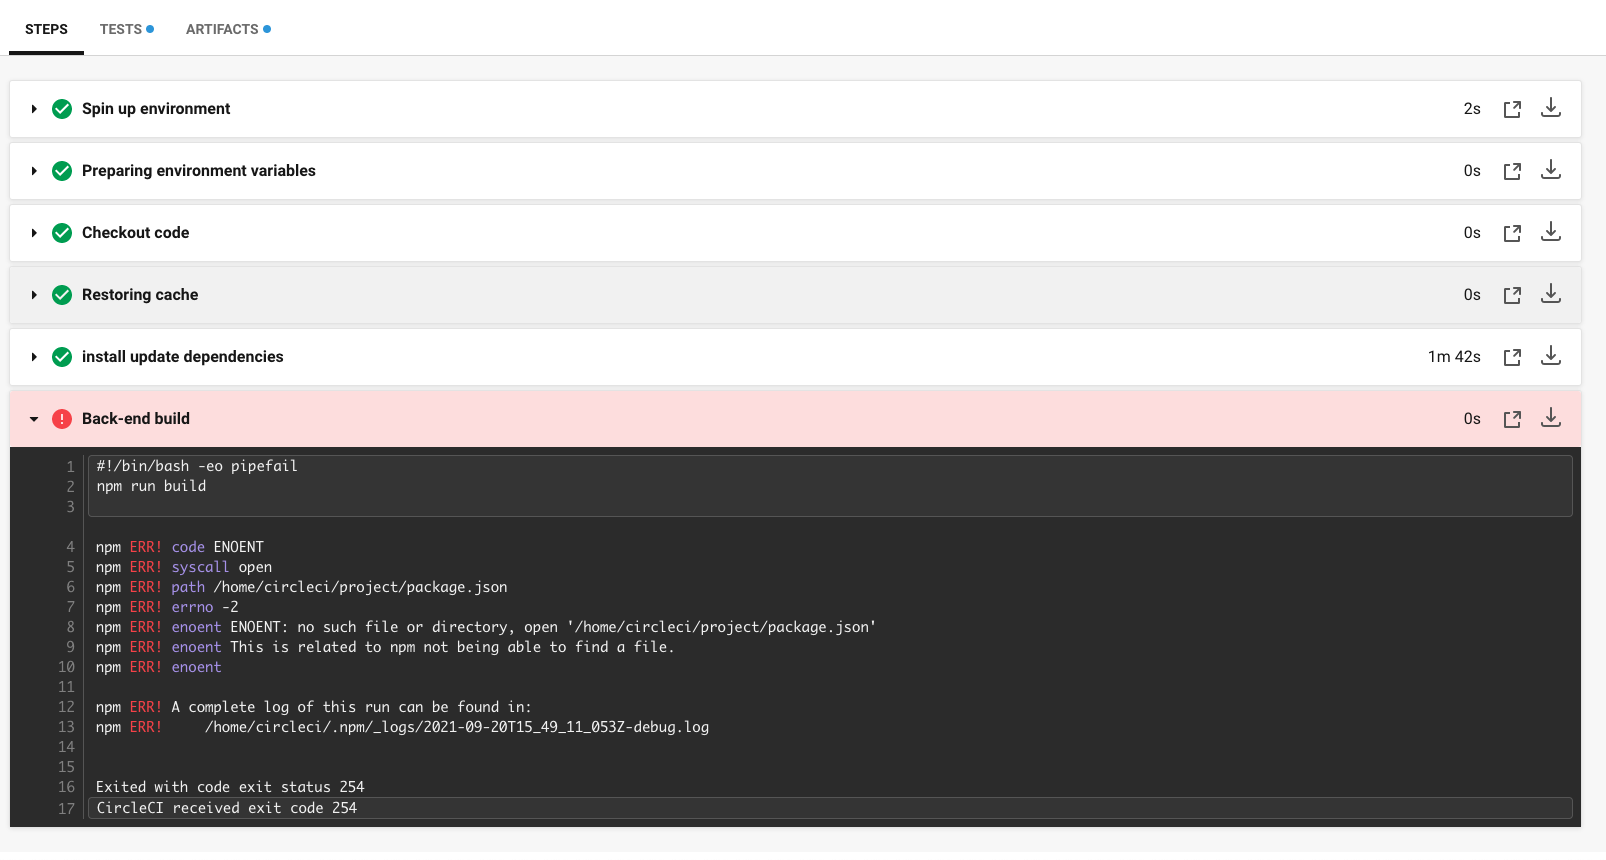 STEPS TESTS ARTIFACTS
Spin up environment 2s
Preparing environment variables 0s
Checkout code 0s
Restoring cache 0s
install update dependencies 1m 42s
! Back-end build 0s
1 #!/bin/bash -eo pipefail
2 npm run build
3
4 npm ERR! code ENOENT
5 npm ERR! syscall open
6 npm ERR! path /home/circleci/project/package.json
7 npm ERR! errno -2
8 npm ERR! enoent ENOENT: no such file or directory, open '/home/circleci/project/package.json'
9 npm ERR! enoent This is related to npm not being able to find a file.
10 npm ERR! enoent
11
12 npm ERR! A complete log of this run can be found in:
13 npm ERR!     /home/circleci/.npm/_logs/2021-09-20T15_49_11_053Z-debug.log
14
15
16 Exited with code exit status 254
17 CircleCI received exit code 254